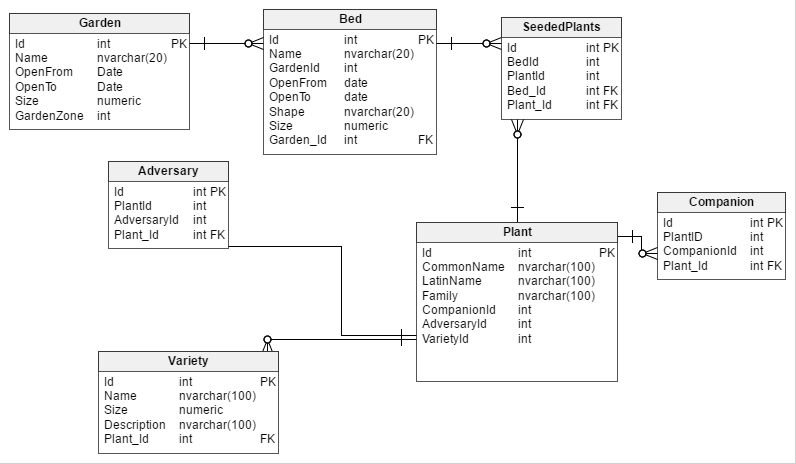 Garden
Id int PK
Name nvarchar(20)
OpenFrom Date
OpenTo Date
Size numeric
GardenZone int
Bed
Id int PK
Name nvarchar(20)
GardenId int
OpenFrom date
OpenTo date
Shape nvarchar(20)
Size numeric
Garden_Id int FK
SeededPlants
Id int PK
BedId int
PlantId int
Bed_Id int FK
Plant_Id int FK
Adversary
Id int PK
PlantId int
AdversaryId int
Plant_Id int FK
Plant
Id int PK
CommonName nvarchar(100)
LatinName nvarchar(100)
Family nvarchar(100)
CompanionId int
AdversaryId int
VarietyId int
Companion
Id int PK
PlantID int
CompanionId int
Plant_Id int FK
Variety
Id int PK
Name nvarchar(100)
Size numeric
Description nvarchar(100)
Plant_Id int FK